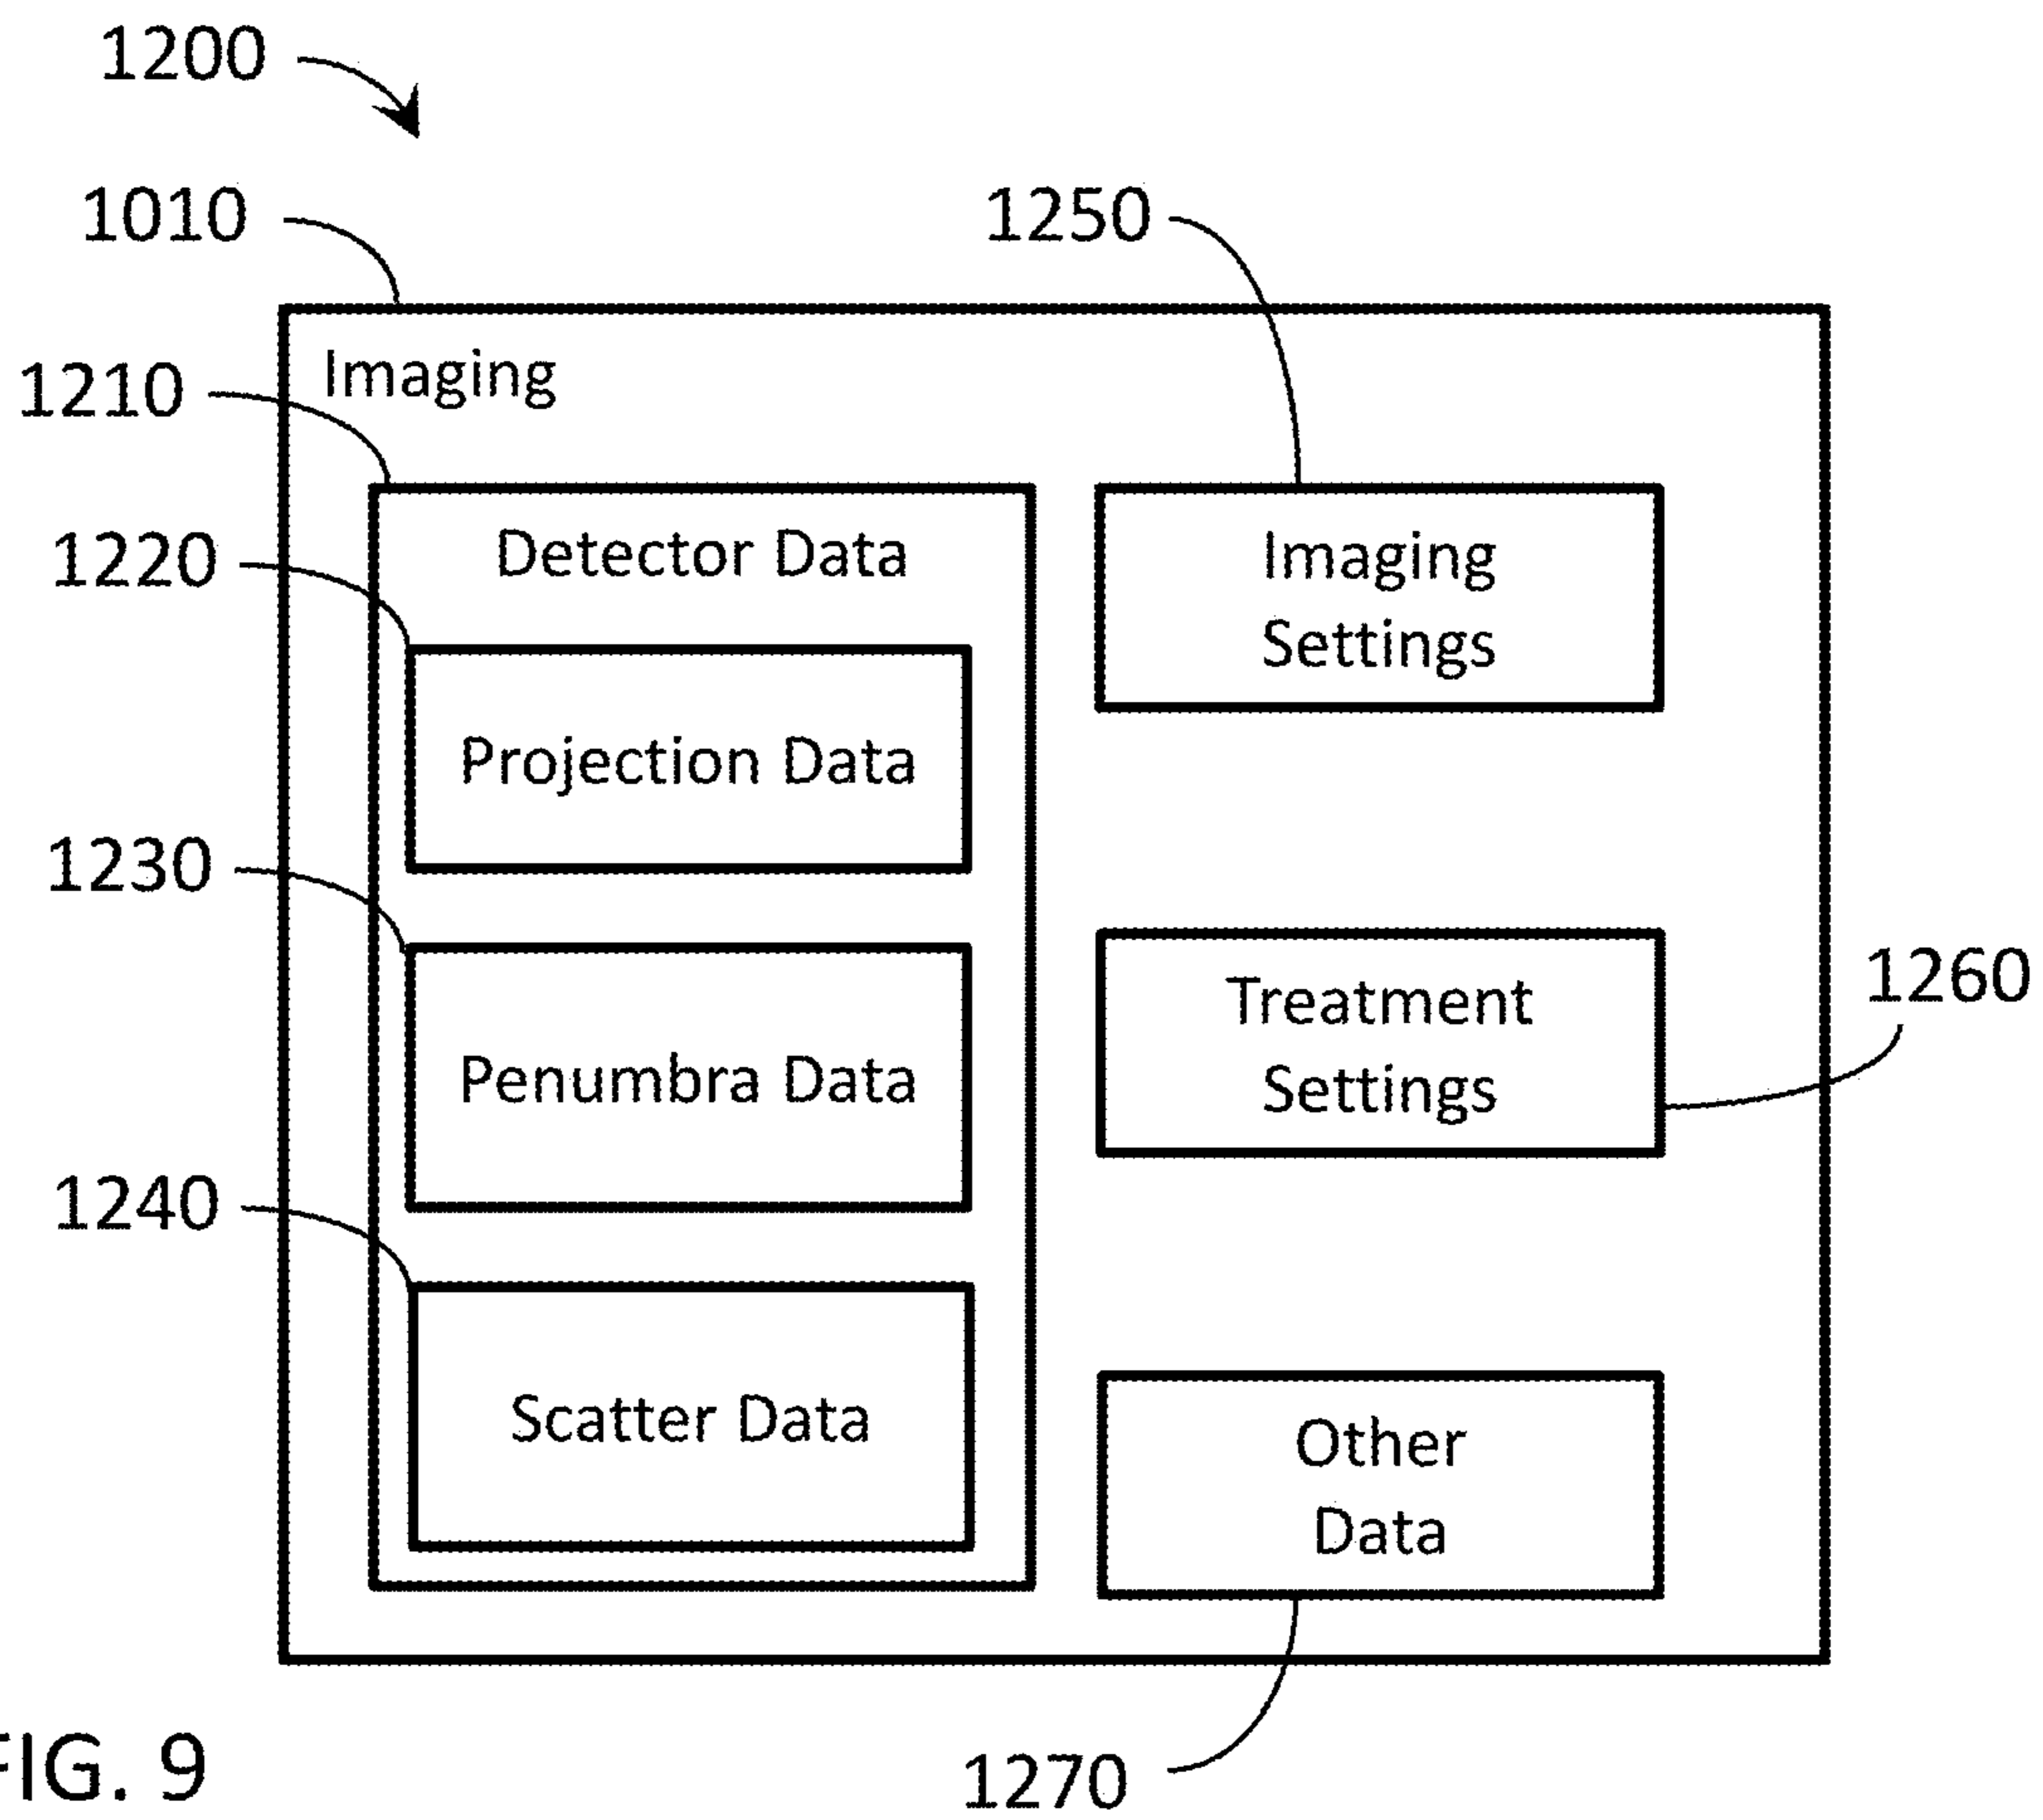 1200
1010
1250
1210
Imaging
1220
Detector Data
Imaging
Settings
Projection Data
1230
1260
Treatment
Settings
Penumbra Data
1240
Scatter Data
Other
Data
FIG. 9
1270